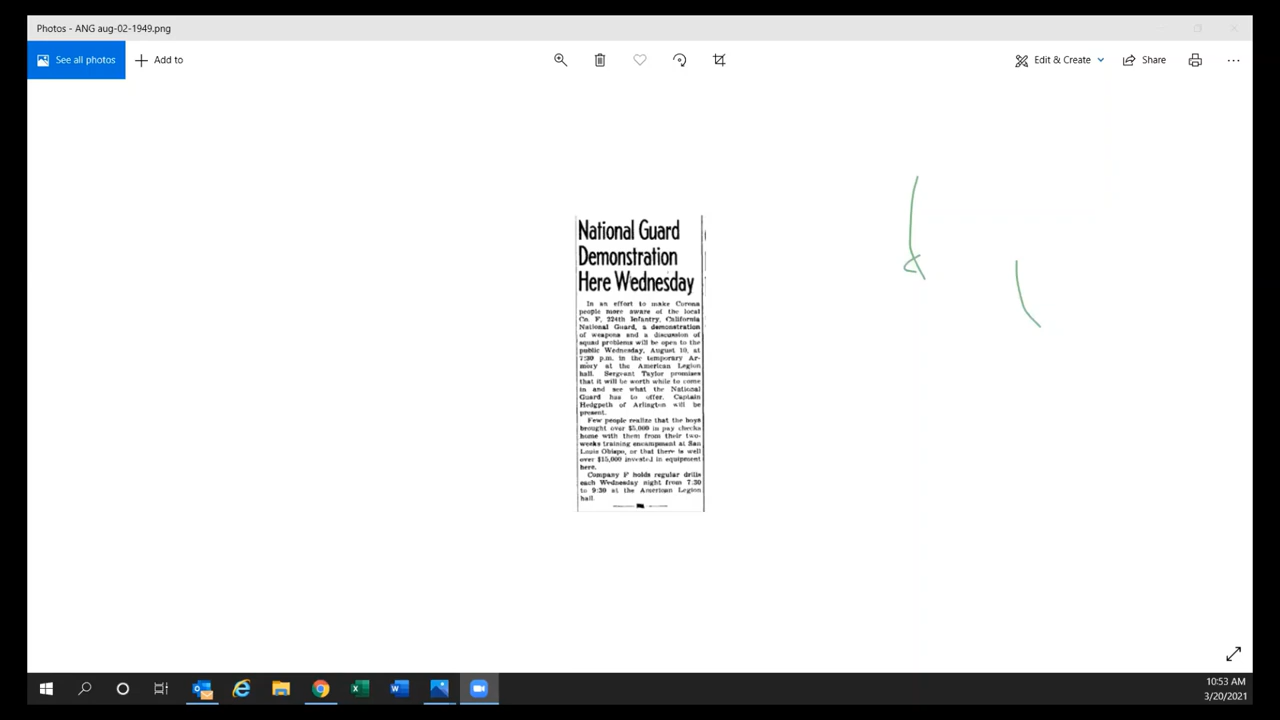 Photos - ANG aug-02-1949.png
See all photos
Add to
Edit & Create
Share
National Guard
Demonstration
Here Wednesday
In an effort to make Corona
people more aware of the local
Co. F, 224th Infantry, California
National Guard, a demonstration
of weapons and a discussion of
squad problems will be open to the
public Wednesday, August 10, at
7:30 p.m. in the temporary Ar-
mory at the American Legion
hall. Sergeant Taylor promises
that it will be worth while to come
in and see what the National
Guard has to offer. Captain
Hedgpeth of Arlington will be
present.
Few people realize that the boys
brought over $5,000 in pay checks
home with them from their two-
weeks training encampment at San
Louie Obispo, or that there is well
over $15,000 invested in equipment
here.
Company F holds regular drills
each Wednesday night from 7:30
to 9:30 at the American Legion
hall.
10:53 AM
3/20/2021